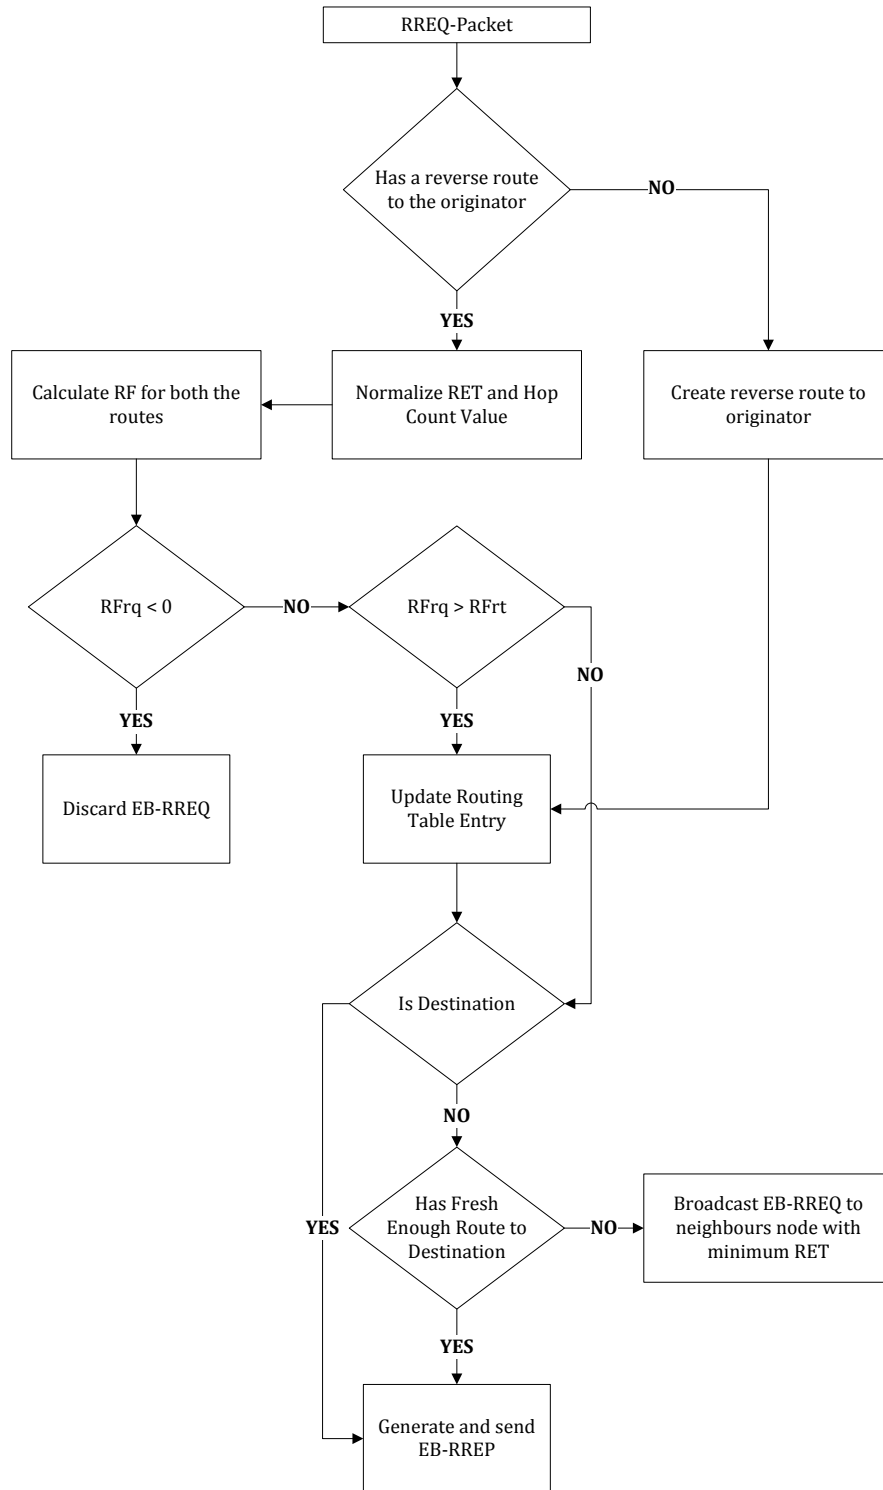 RREQ-Packet
Has a reverse route
to the originator
NO
YES
Calculate RF for both the
routes
Normalize RET and Hop
Count Value
Create reverse route to
originator
RFrq < 0
NO
RFrq > RFrt
NO
YES
YES
Discard EB-RREQ
Update Routing
Table Entry
Is Destination
NO
YES
Has Fresh
Enough Route to
Destination
NO
Broadcast EB-RREQ to
neighbours node with
minimum RET
YES
Generate and send
EB-RREP